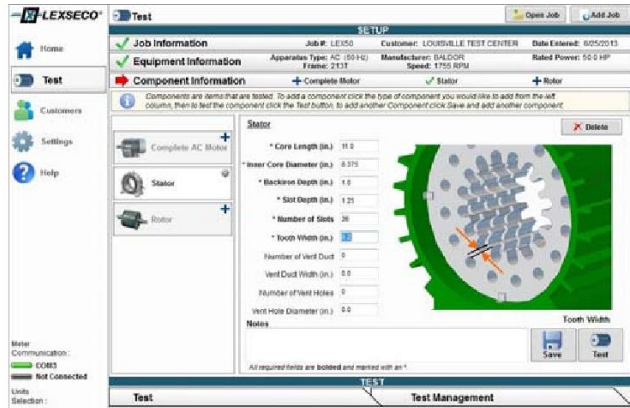 LEXSECO®
Test
Open Job
Add Job
SETUP
Home
Test
Customers
Settings
Help
Job Information
Job #: LEX50
Customer: LOUISVILLE TEST CENTER
Date Entered: 6/25/2013
Equipment Information
Apparatus Type: AC (60 Hz)
Manufacturer: BALDOR
Rated Power: 50.0 HP
Frame: 213T
Speed: 1755 RPM
Component Information
Complete Motor
Stator
Rotor
Components are items that are tested. To add a component click the type of component you would like to add from the left
column, then to test the component click the Test button, to add another Component click Save and add another component.
Complete AC Motor
Stator
Rotor
Stator
Delete
* Core Length (in.) 11.0
* Inner Core Diameter (in.) 8.375
* Backiron Depth (in.) 1.8
* Slot Depth (in.) 1.25
* Number of Slots
* Tooth Width (in.)
Number of Vent Duct 0
Vent Duct Width (in.) 0.0
Number of Vent Holes 0
Vent Hole Diameter (in.) 0.0
Tooth Width
Notes
Save
Test
All required fields are bolded and marked with an *.
Meter
Communication:
COM3
Not Connected
Units
Selection:
TEST
Test
Test Management